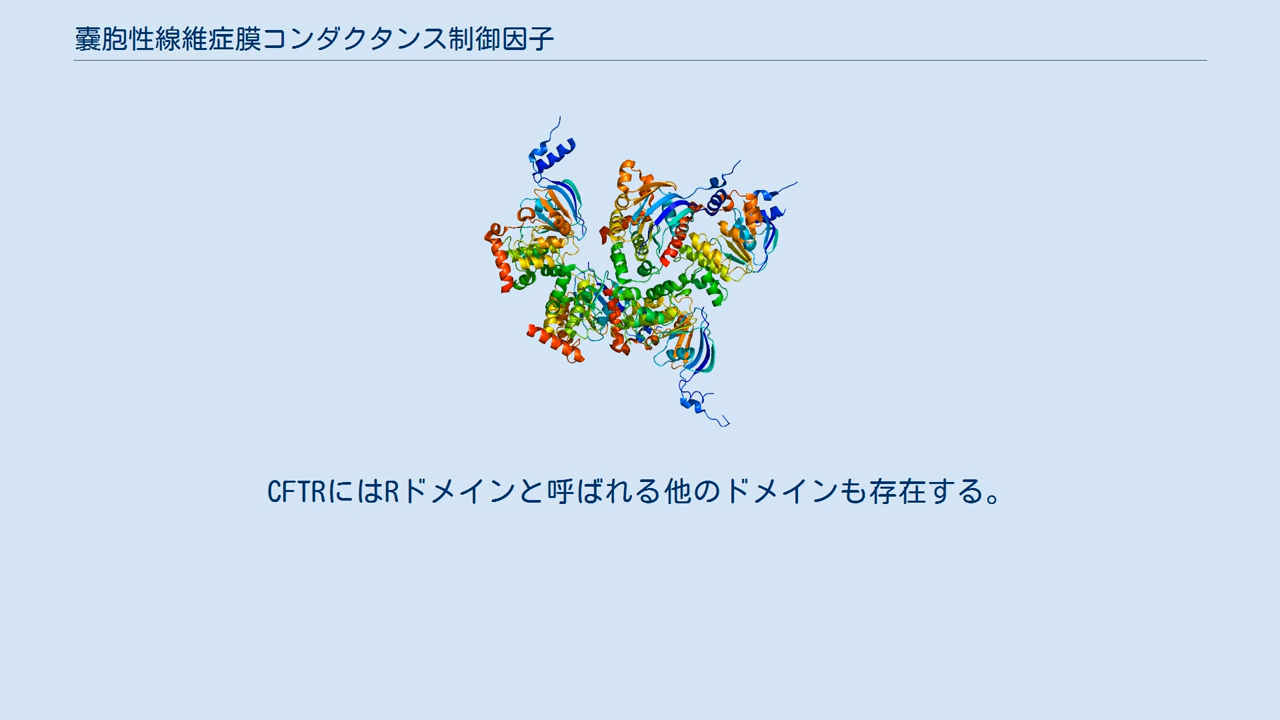 嚢胞性線維症膜コンダクタンス制御因子
CFTRにはRドメインと呼ばれる他のドメインも存在する。